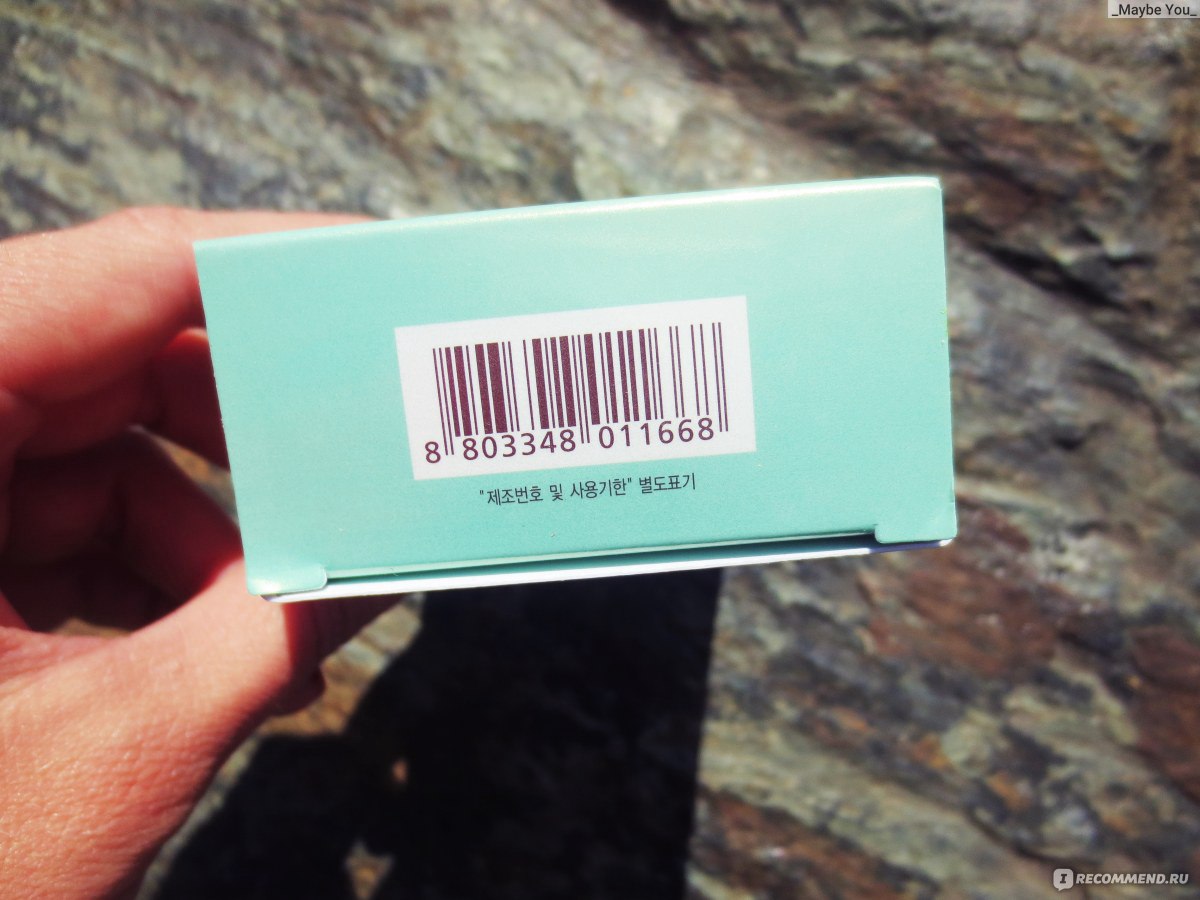 _Maybe You_
8 803348 011668
"제조번호 및 사용기한" 별도표기
IRECOMMEND.RU